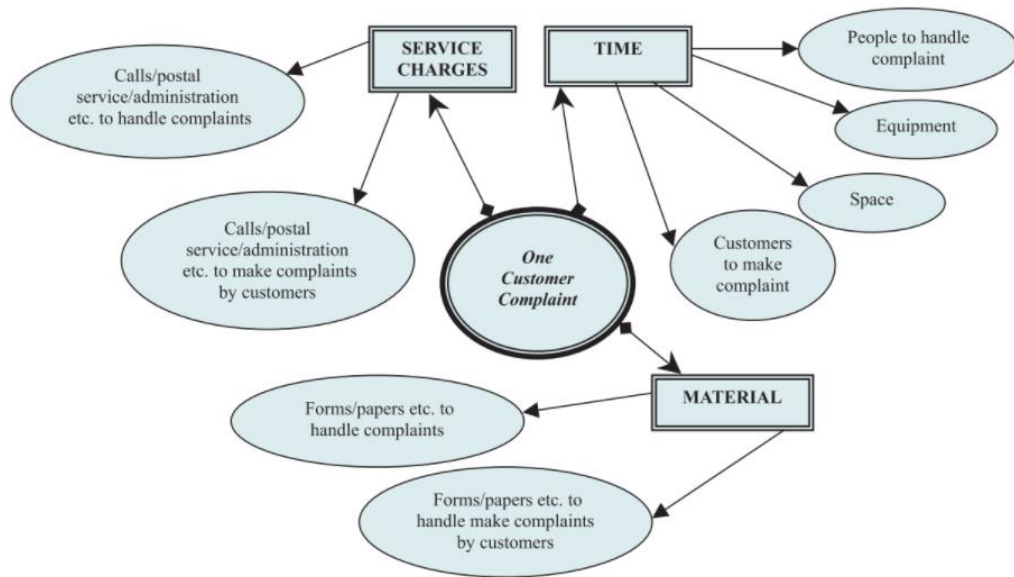 SERVICE
CHARGES
TIME
People to handle
complaint
Calls/postal
service/administration
etc. to handle complaints
Equipment
Space
Calls/postal
service/administration
etc. to make complaints
by customers
One
Customer
Complaint
Customers
to make
complaint
MATERIAL
Forms/papers etc. to
handle complaints
Forms/papers etc. to
handle make complaints
by customers